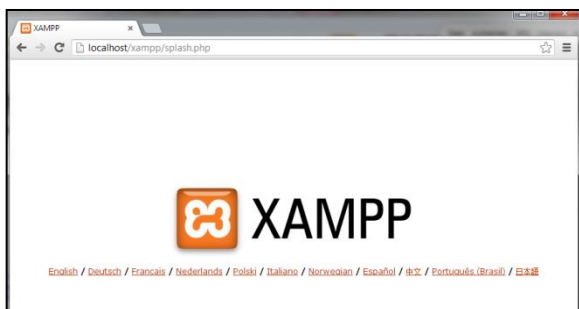 XAMPP
localhost/xampp/splash.php
XAMPP
English / Deutsch / Francais / Nederlands / Polski / Italiano / Norwegian / Español / 中文 / Português (Brasil) / 日本語